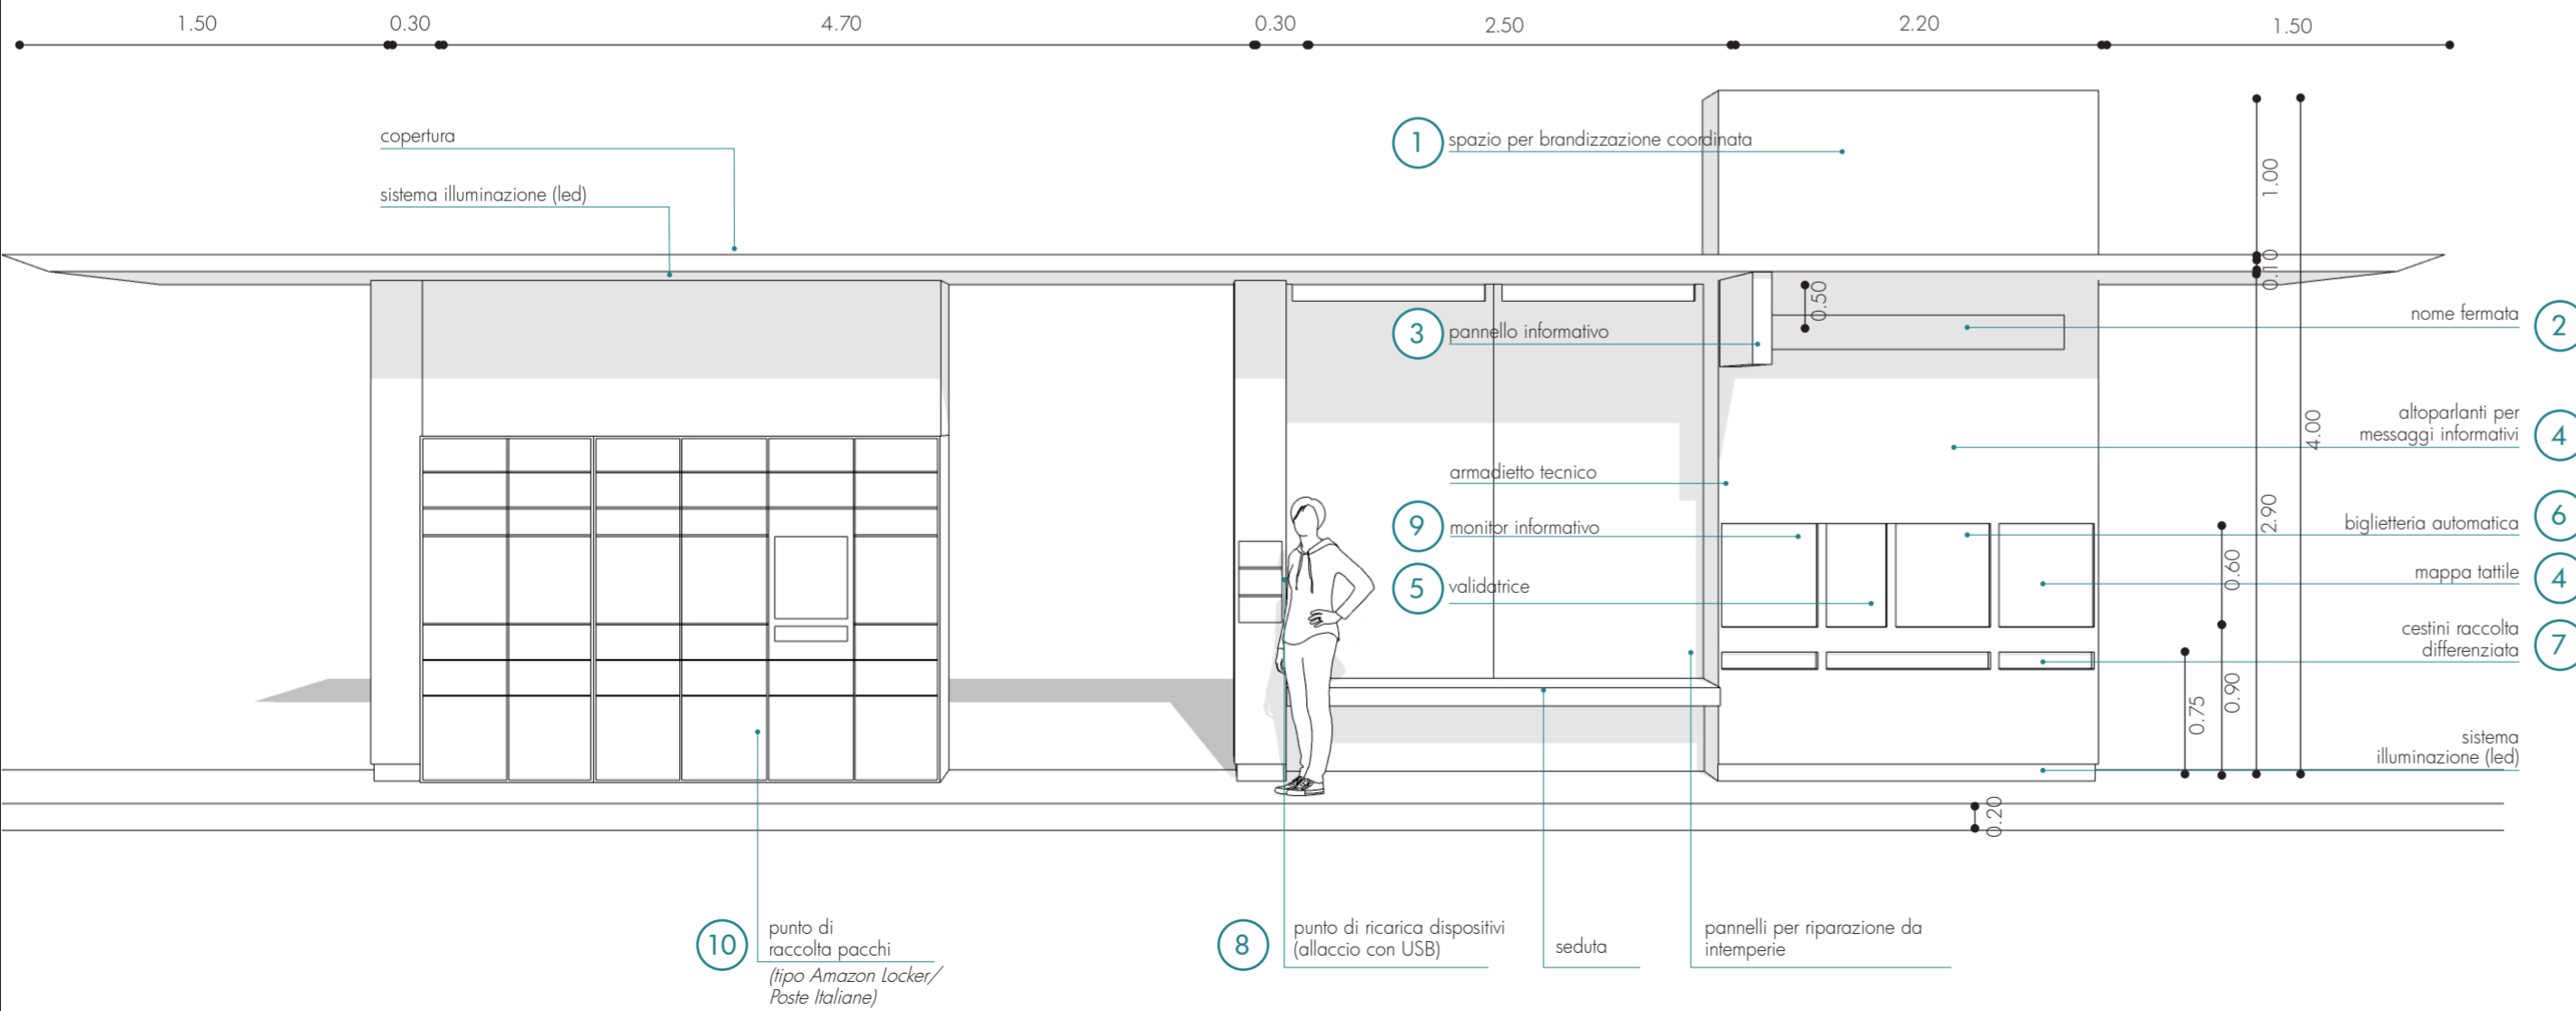 1.50
0.30
4.70
0.30
2.50
2.20
1.50
copertura
sistema illuminazione (led)
1
spazio per brandizzazione coordinata
1.00
0.10
0.50
3
pannello informativo
nome fermata
2
altoparlanti per
messaggi informativi
4
4.00
armadietto tecnico
9
monitor informativo
2.90
biglietteria automatica
6
0.60
mappa tattile
4
5
validatrice
cestini raccolta
differenziata
7
0.75
0.90
sistema
illuminazione (led)
0.20
10
punto di
raccolta pacchi
(tipo Amazon Locker/
Poste Italiane)
8
punto di ricarica dispositivi
(allaccio con USB)
seduta
pannelli per riparazione da
intemperie